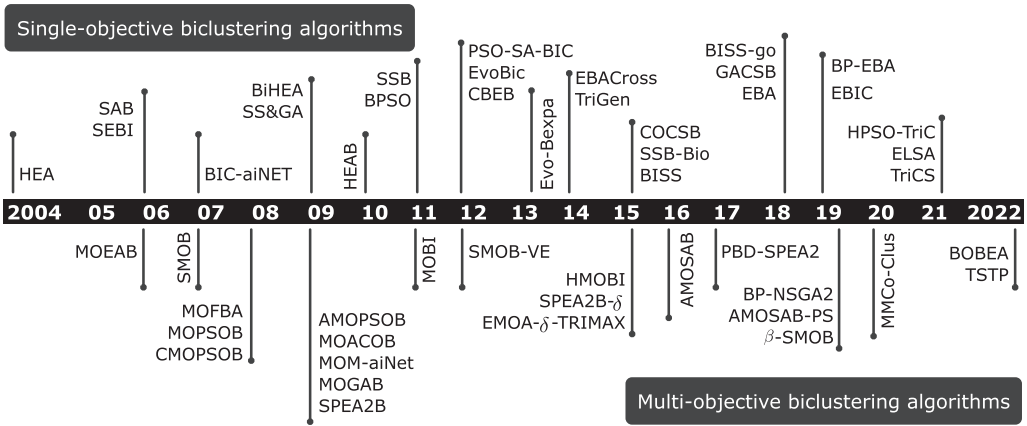 Single-objective biclustering algorithms
HEA
SAB
SEBI
BIC-aiNET
BiHEA
SS&GA
HEAB
SSB
BPSO
PSO-SA-BIC
EvoBic
CBEB
Evo-Bexpa
EBACross
TriGen
COCSB
SSB-Bio
BISS
BISS-go
GACSB
EBA
BP-EBA
EBIC
HPSO-TriC
ELSA
TriCS
2004 05 06 07 08 09 10 11 12 13 14 15 16 17 18 19 20 21 2022
MOEAB
SMOB
MOFBA
MOPSOB
CMOPSOB
AMOPSOB
MOACOB
MOM-aiNet
MOGAB
SPEA2B
MOBI
SMOB-VE
HMOBI
SPEA2B-δ
EMOA-δ-TRIMAX
AMOSAB
PBD-SPEA2
BP-NSGA2
AMOSAB-PS
β-SMOB
MMCo-Clus
BOBEA
TSTP
Multi-objective biclustering algorithms